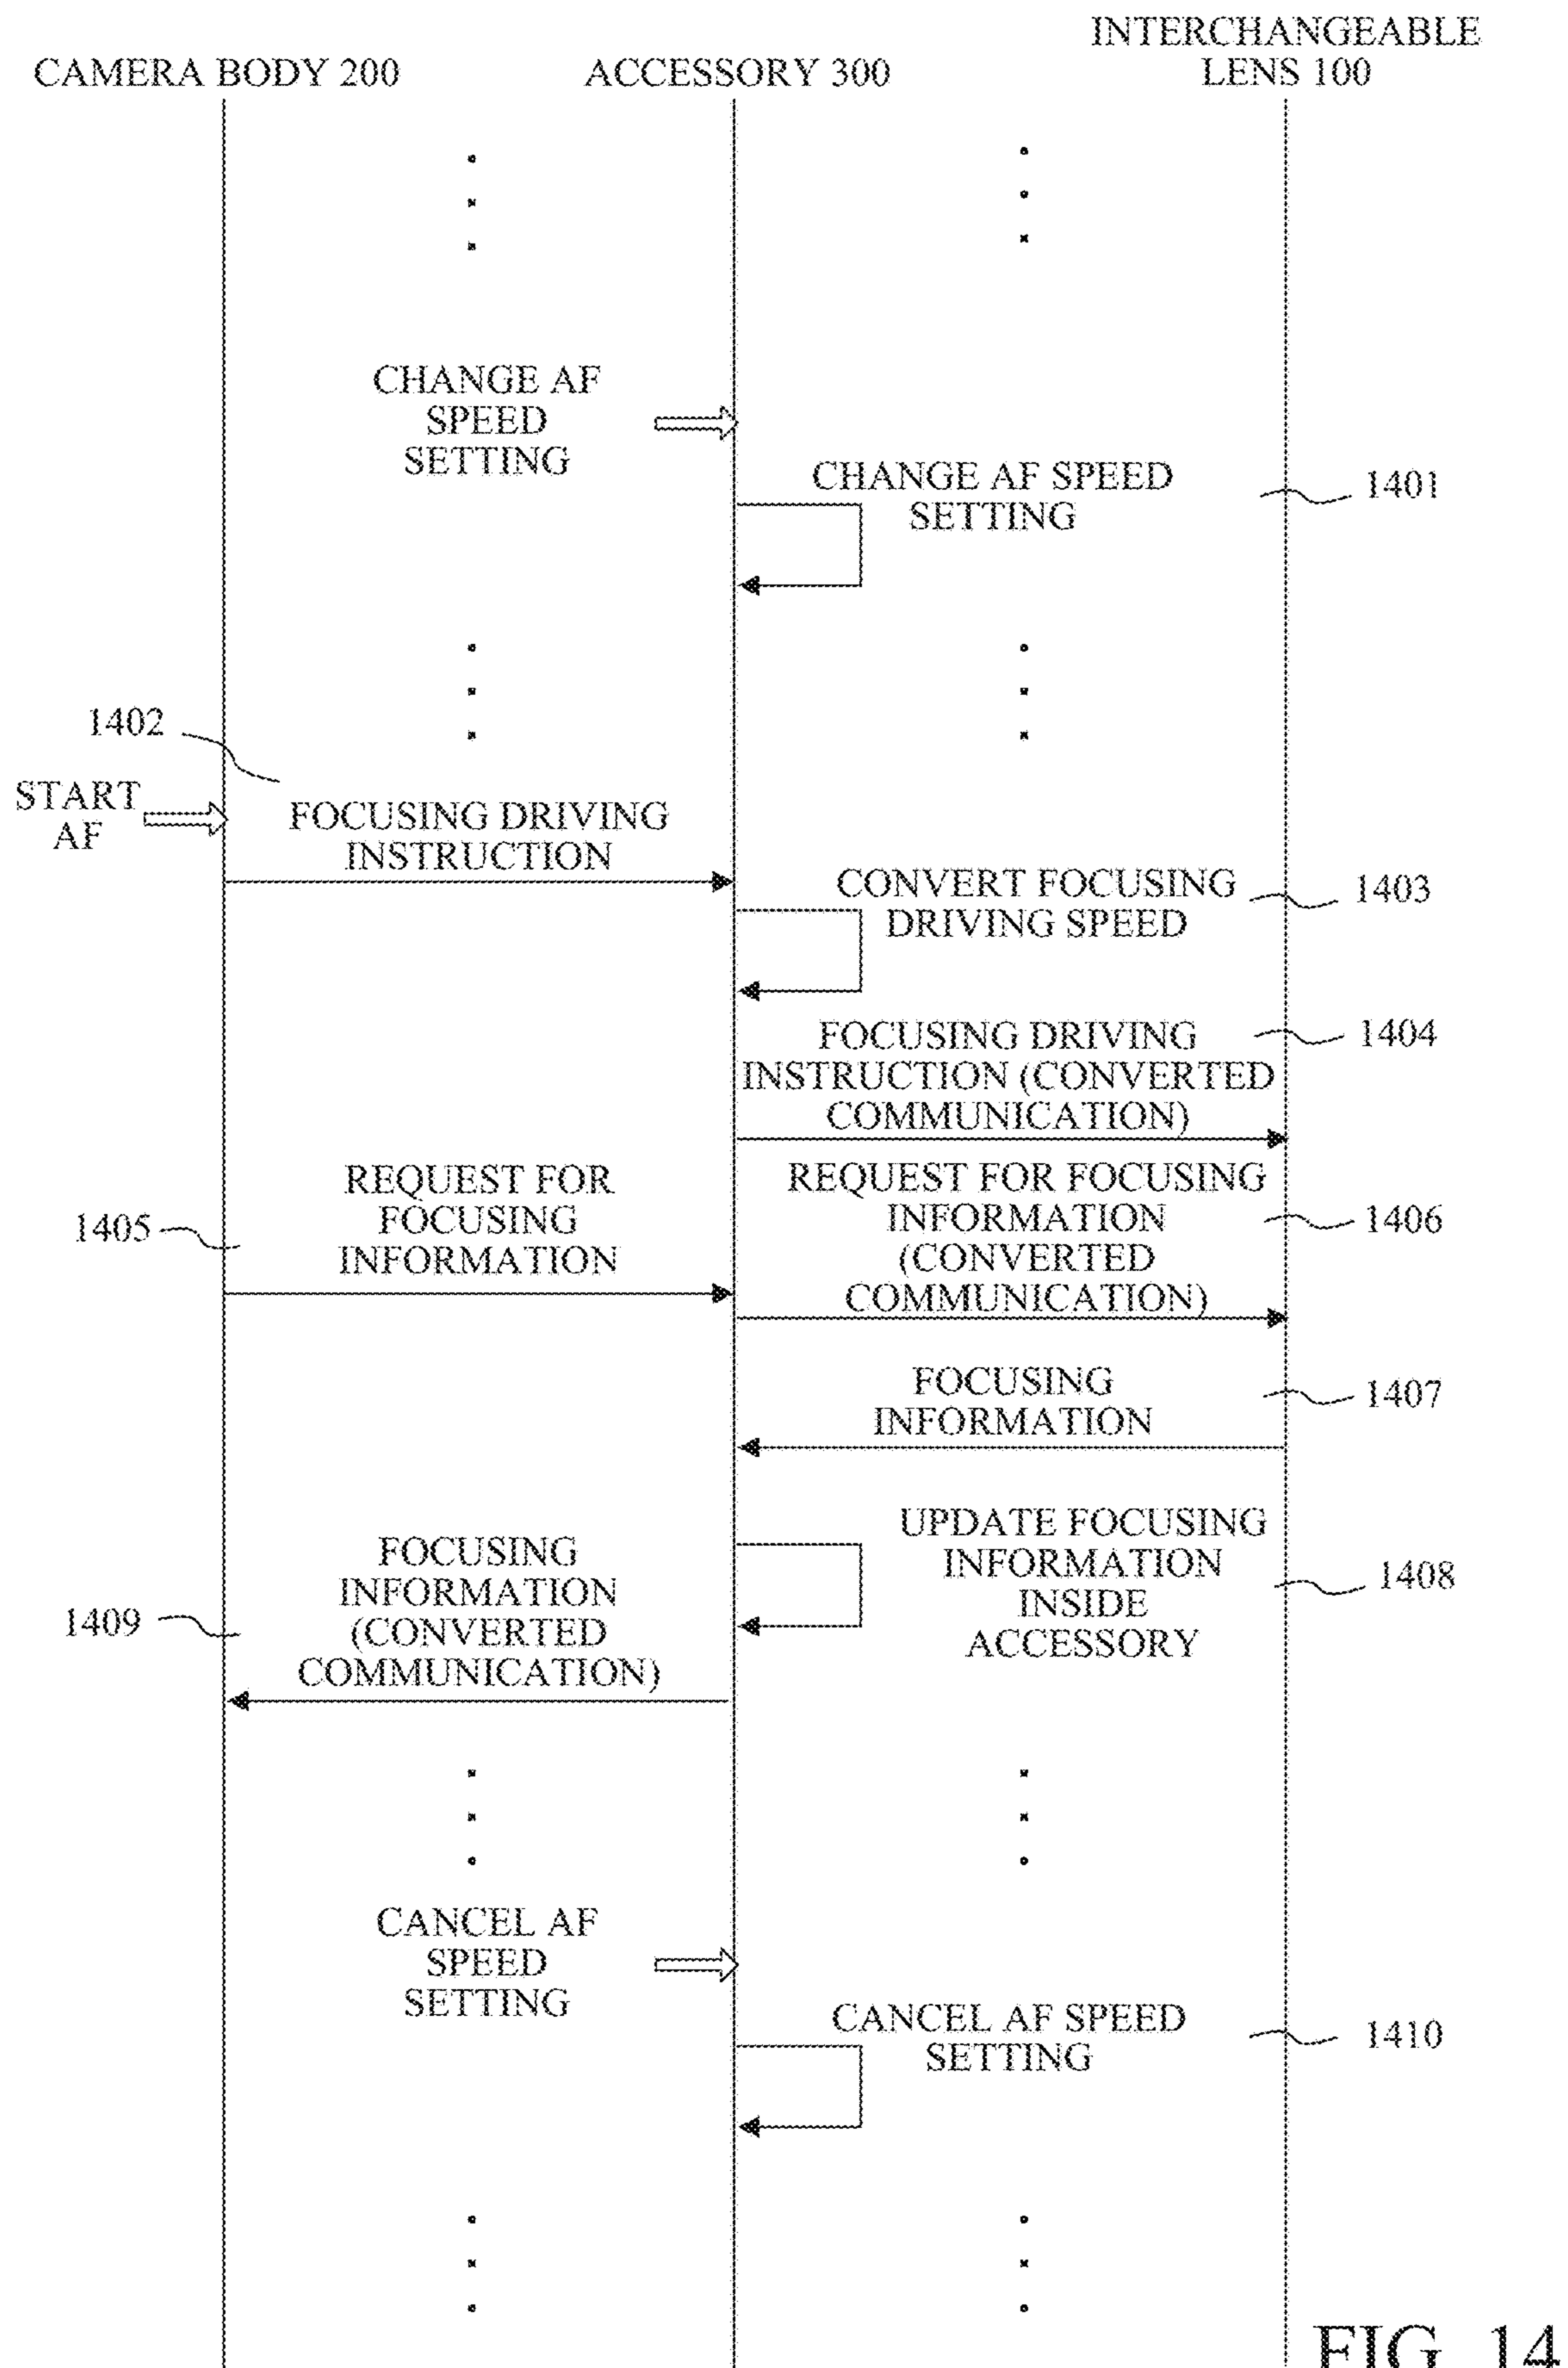 INTERCHANGEABLE
LENS 100
CAMERA BODY 200
ACCESSORY 300
CHANGE AF
SPEED
SETTING
CHANGE AF SPEED
SETTING
1401
1402
START
AF
FOCUSING DRIVING
INSTRUCTION
CONVERT FOCUSING
DRIVING SPEED
1403
FOCUSING DRIVING
INSTRUCTION (CONVERTED
COMMUNICATION)
1404
REQUEST FOR
FOCUSING
INFORMATION
1405
REQUEST FOR FOCUSING
INFORMATION
(CONVERTED
COMMUNICATION)
1406
FOCUSING
INFORMATION
1407
UPDATE FOCUSING
INFORMATION
INSIDE
ACCESSORY
1408
FOCUSING
INFORMATION
(CONVERTED
COMMUNICATION)
1409
CANCEL AF
SPEED
SETTING
CANCEL AF SPEED
SETTING
1410
FIG. 14